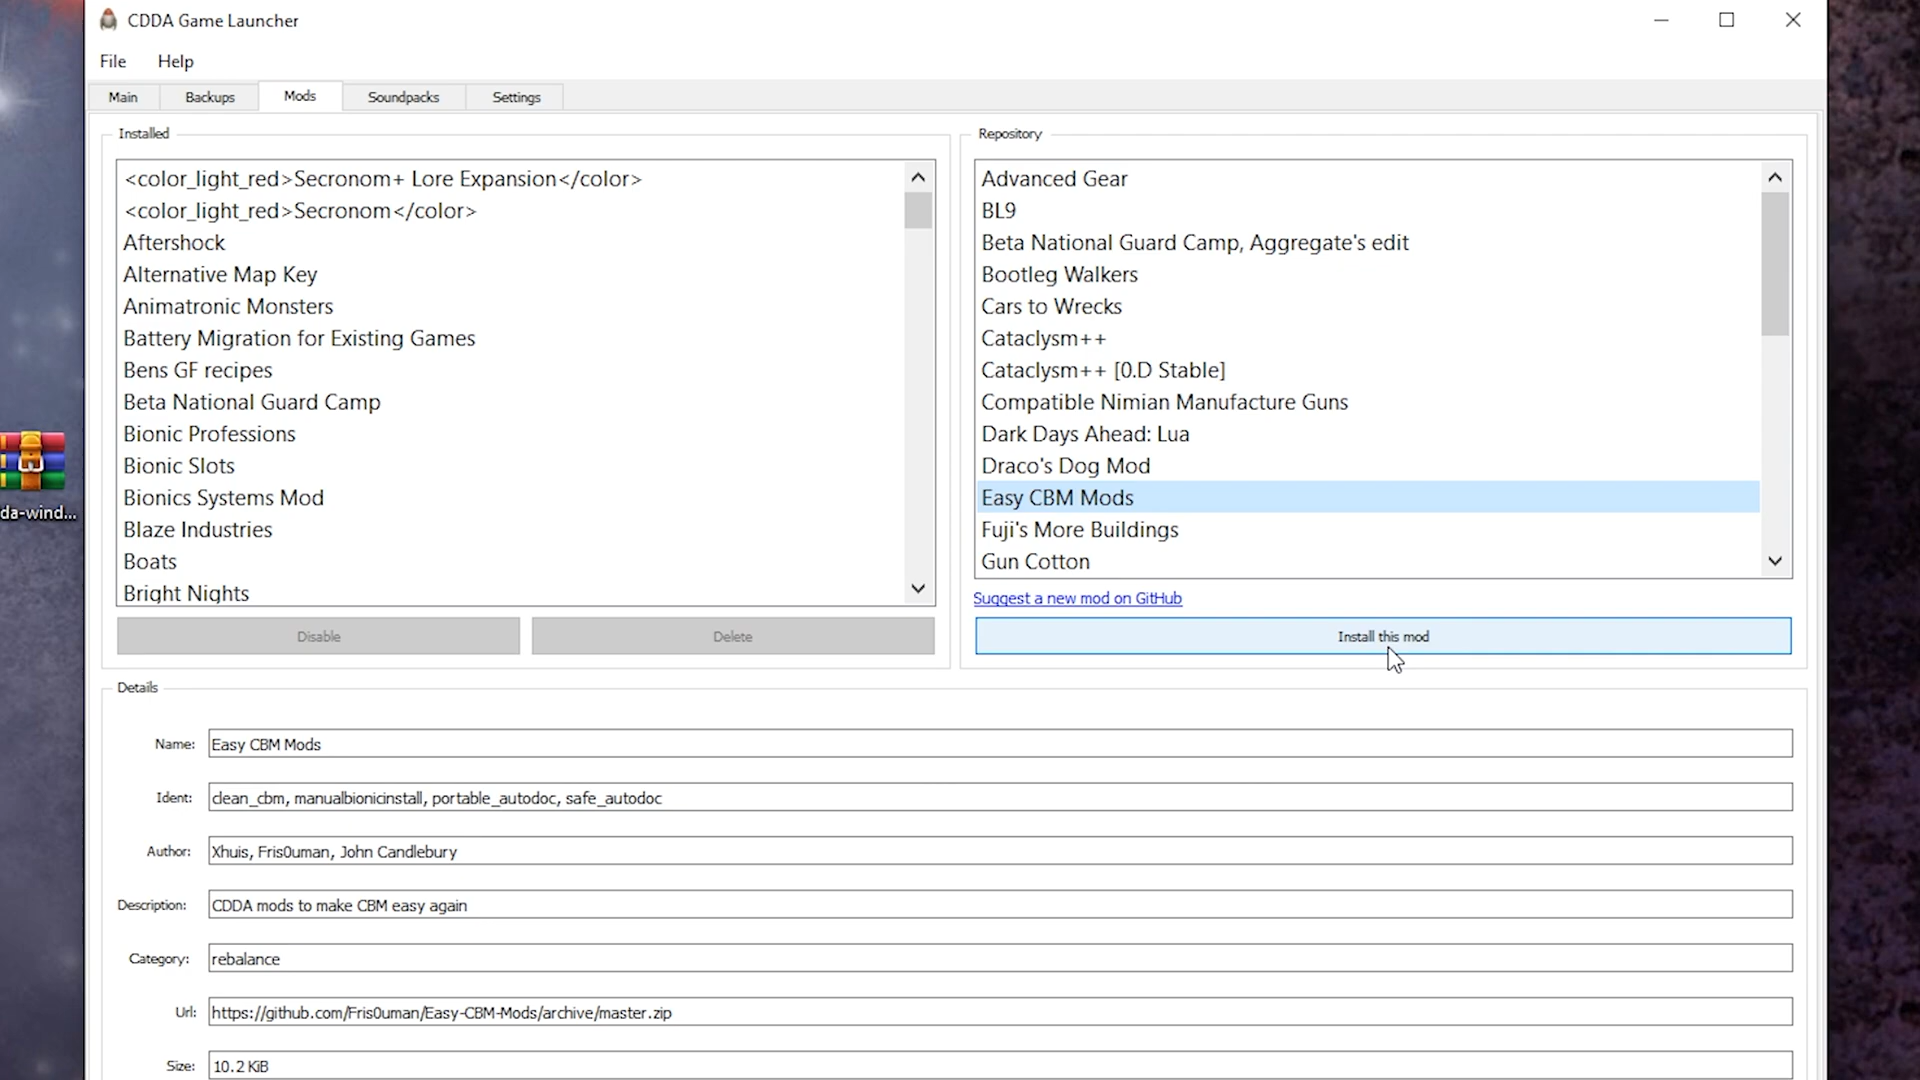 CDDA Game Launcher
File Help
Main Backups Mods Soundpacks Settings
Installed
<color_light_red>Secronom+ Lore Expansion</color>
<color_light_red>Secronom</color>
Aftershock
Alternative Map Key
Animatronic Monsters
Battery Migration for Existing Games
Bens GF recipes
Beta National Guard Camp
Bionic Professions
Bionic Slots
Bionics Systems Mod
Blaze Industries
Boats
Bright Nights
Disable Delete
Repository
Advanced Gear
BL9
Beta National Guard Camp, Aggregate's edit
Bootleg Walkers
Cars to Wrecks
Cataclysm++
Cataclysm++ [0.D Stable]
Compatible Nimian Manufacture Guns
Dark Days Ahead: Lua
Draco's Dog Mod
Easy CBM Mods
Fuji's More Buildings
Gun Cotton
Suggest a new mod on GitHub
Install this mod
da-wind...
Details
Name: Easy CBM Mods
Ident: clean_cbm, manualbionicinstall, portable_autodoc, safe_autodoc
Author: Xhuis, Fris0uman, John Candlebury
Description: CDDA mods to make CBM easy again
Category: rebalance
Url: https://github.com/Fris0uman/Easy-CBM-Mods/archive/master.zip
Size: 10.2 KiB